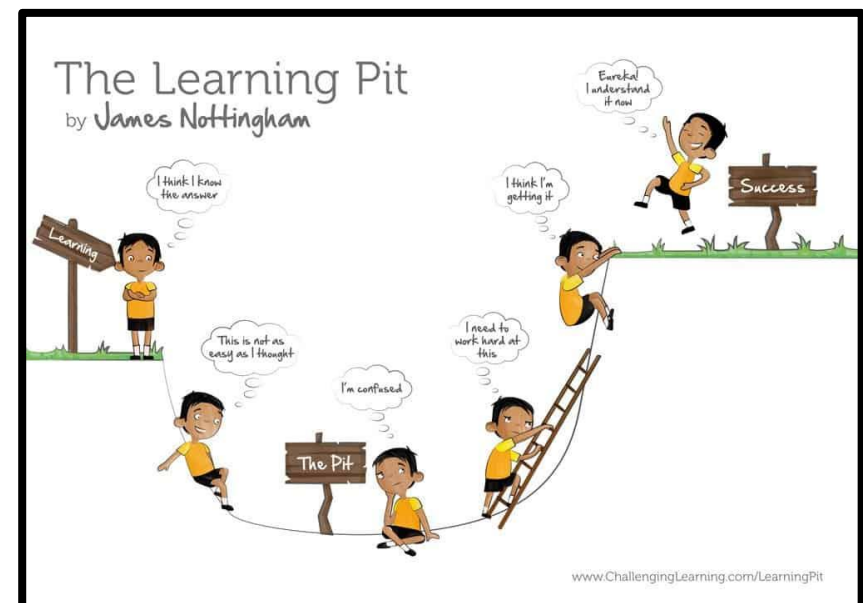 The Learning Pit
by James Nottingham
Learning
I think I know
the answer
This is not as
easy as I thought
The Pit
I'm confused
I need to
work hard at
this
I think I'm
getting it
Eureka!
I understand
it now
Success
www.ChallengingLearning.com/LearningPit